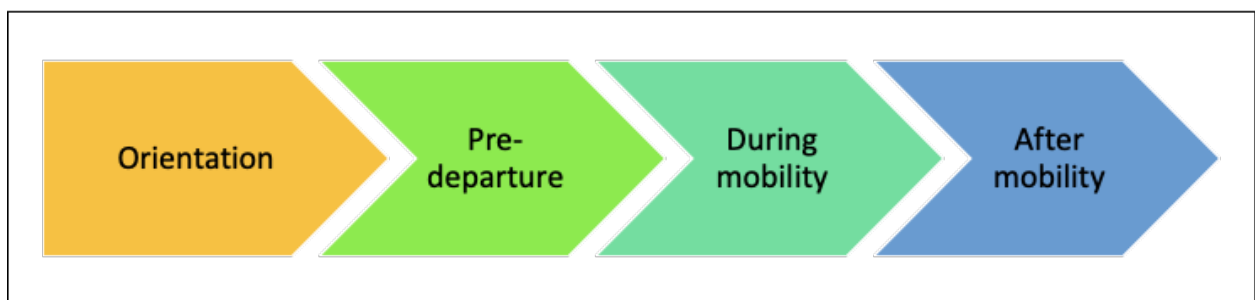 Orientation
Pre-
departure
During
mobility
After
mobility